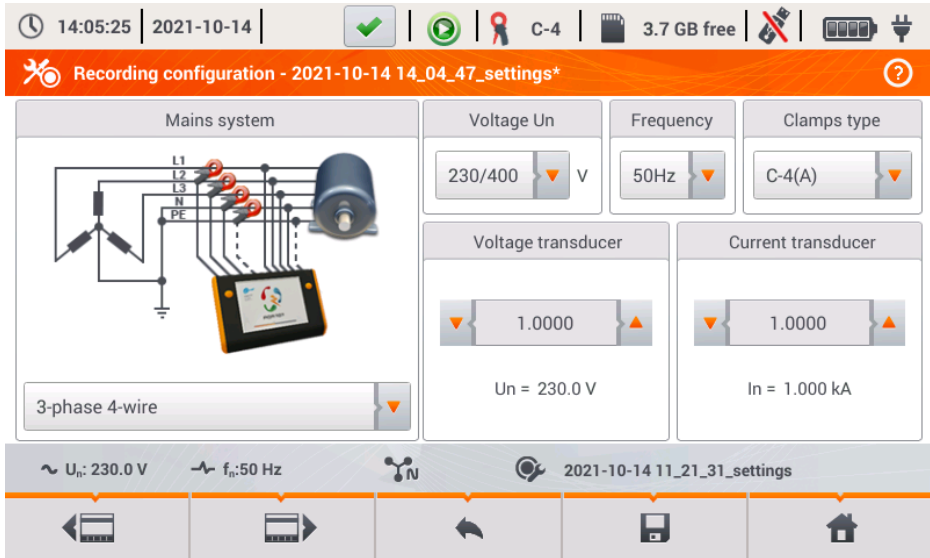 14:05:25 2021-10-14 C-4 3.7 GB free
Recording configuration - 2021-10-14 14_04_47_settings*
?
Mains system
L1
L2
L3
N
PE
3-phase 4-wire
Voltage Un
230/400 V
Frequency
50Hz
Clamps type
C-4(A)
Voltage transducer
1.0000
Un = 230.0 V
Current transducer
1.0000
In = 1.000 kA
Un: 230.0 V fn:50 Hz N 2021-10-14 11_21_31_settings